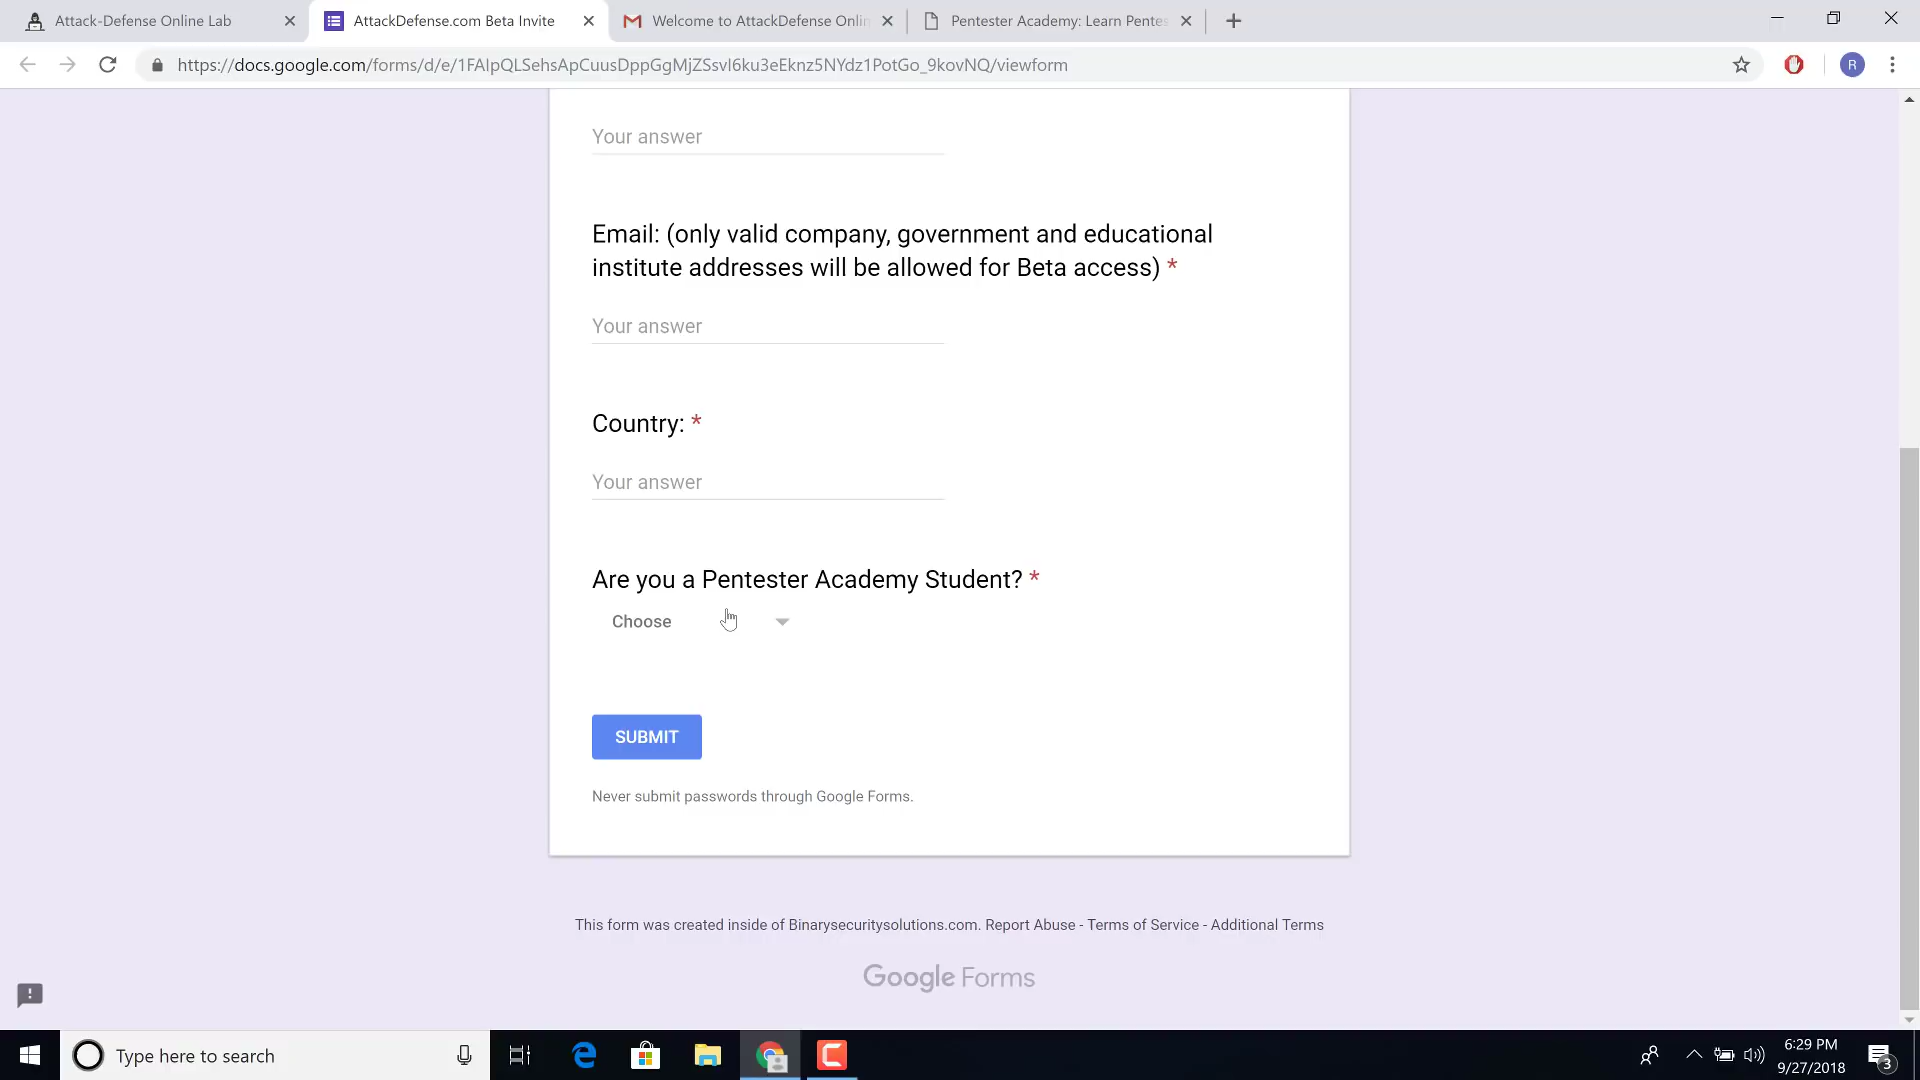 Attack-Defense Online Lab
AttackDefense.com Beta Invite
Welcome to AttackDefense Onlin
Pentester Academy: Learn Pentes
https://docs.google.com/forms/d/e/1FAIpQLSehsApCuusDppGgMjZSsvI6ku3eEknz5NYdz1PotGo_9kovNQ/viewform
R
Your answer
Email: (only valid company, government and educational
institute addresses will be allowed for Beta access) *
Your answer
Country: *
Your answer
Are you a Pentester Academy Student? *
Choose
SUBMIT
Never submit passwords through Google Forms.
This form was created inside of Binarysecuritysolutions.com. Report Abuse - Terms of Service - Additional Terms
Google Forms
Type here to search
6:29 PM
9/27/2018
3